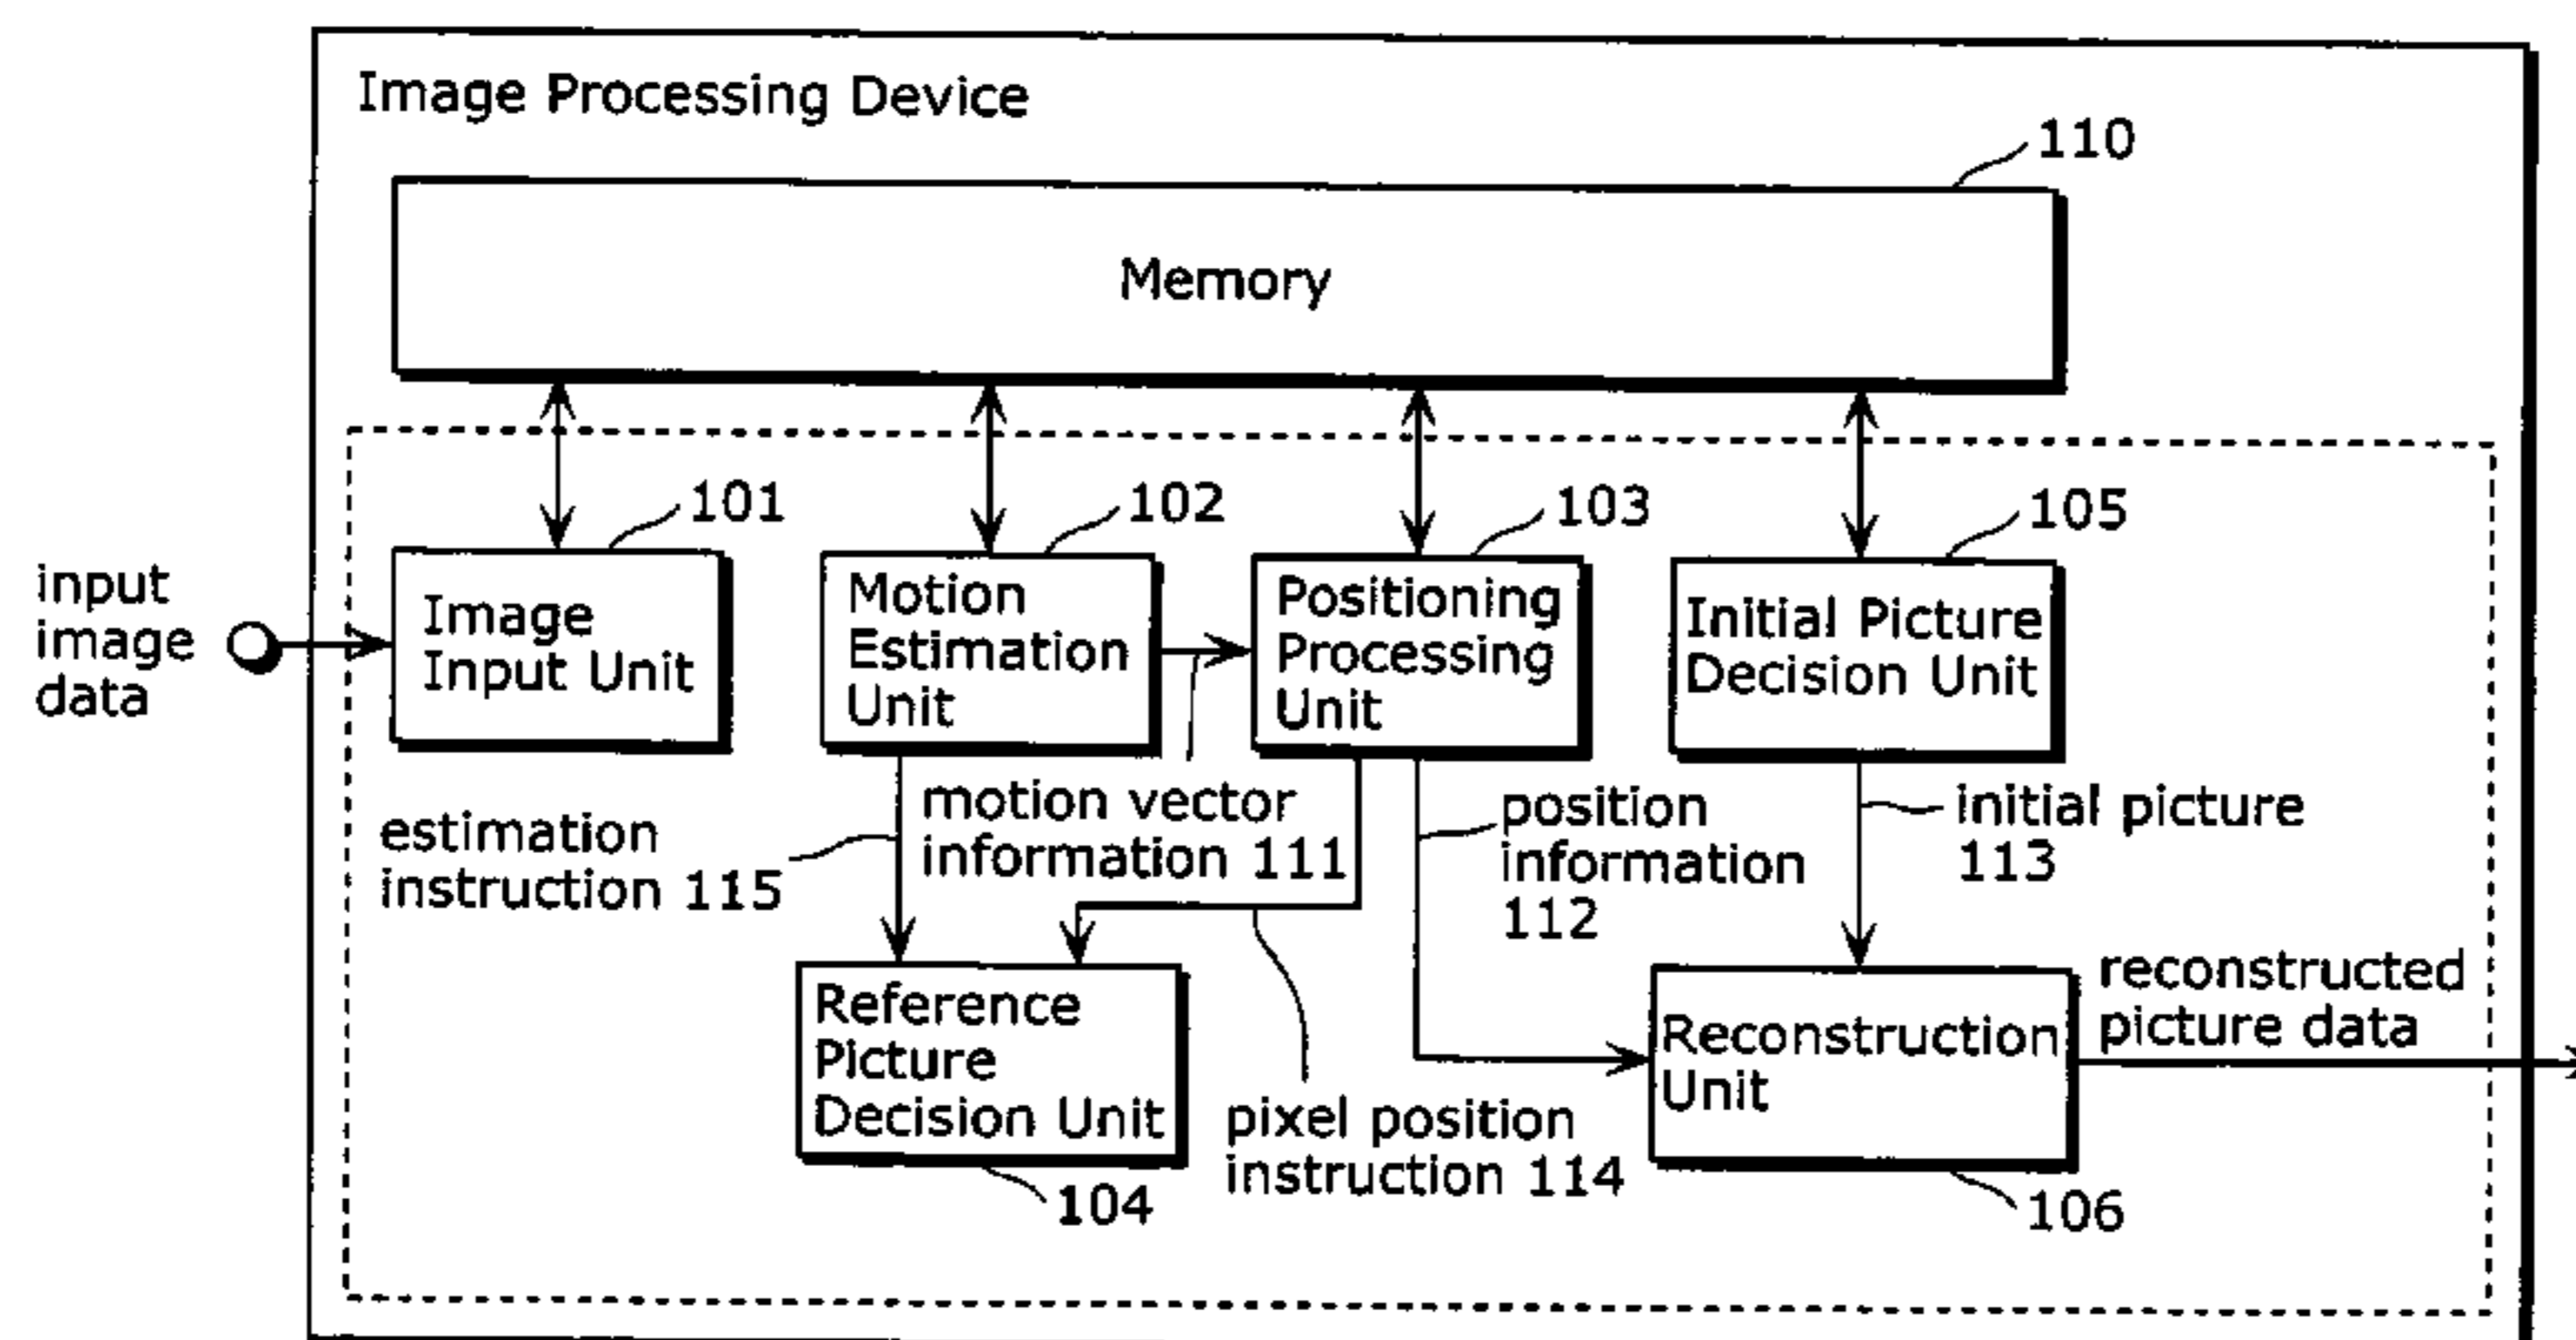 Image Processing Device
110
Memory
101
102
103
105
input
image
data
Image
Input Unit
Motion
Estimation
Unit
Positioning
Processing
Unit
Initial Picture
Decision Unit
estimation
instruction 115
motion vector
information 111
position
information
112
initial picture
113
Reference
Picture
Decision Unit
104
pixel position
instruction 114
Reconstruction
Unit
106
reconstructed
picture data